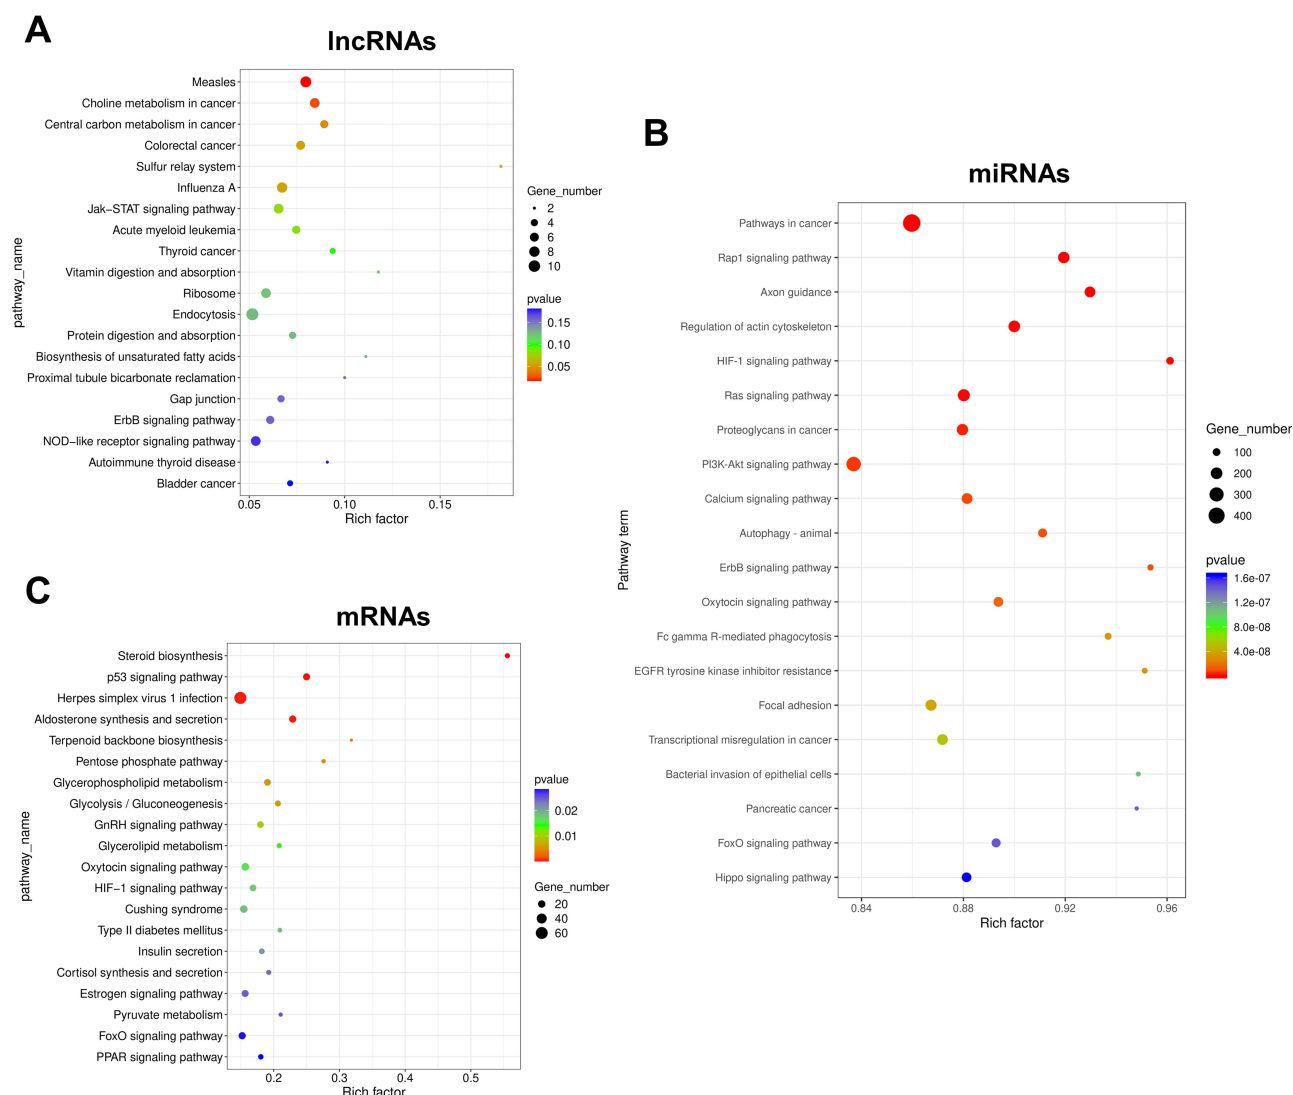 A
lncRNAs
pathway_name
Measles
Choline metabolism in cancer
Central carbon metabolism in cancer
Colorectal cancer
Sulfur relay system
Influenza A
Jak−STAT signaling pathway
Acute myeloid leukemia
Thyroid cancer
Vitamin digestion and absorption
Ribosome
Endocytosis
Protein digestion and absorption
Biosynthesis of unsaturated fatty acids
Proximal tubule bicarbonate reclamation
Gap junction
ErbB signaling pathway
NOD−like receptor signaling pathway
Autoimmune thyroid disease
Bladder cancer
0.05 0.10 0.15
Rich factor
Gene_number
2
4
6
8
10
pvalue
0.15
0.10
0.05
B
miRNAs
Pathway term
Pathways in cancer
Rap1 signaling pathway
Axon guidance
Regulation of actin cytoskeleton
HIF-1 signaling pathway
Ras signaling pathway
Proteoglycans in cancer
PI3K-Akt signaling pathway
Calcium signaling pathway
Autophagy - animal
ErbB signaling pathway
Oxytocin signaling pathway
Fc gamma R-mediated phagocytosis
EGFR tyrosine kinase inhibitor resistance
Focal adhesion
Transcriptional misregulation in cancer
Bacterial invasion of epithelial cells
Pancreatic cancer
FoxO signaling pathway
Hippo signaling pathway
0.84 0.88 0.92 0.96
Rich factor
Gene_number
100
200
300
400
pvalue
1.6e-07
1.2e-07
8.0e-08
4.0e-08
C
mRNAs
pathway_name
Steroid biosynthesis
p53 signaling pathway
Herpes simplex virus 1 infection
Aldosterone synthesis and secretion
Terpenoid backbone biosynthesis
Pentose phosphate pathway
Glycerophospholipid metabolism
Glycolysis / Gluconeogenesis
GnRH signaling pathway
Glycerolipid metabolism
Oxytocin signaling pathway
HIF−1 signaling pathway
Cushing syndrome
Type II diabetes mellitus
Insulin secretion
Cortisol synthesis and secretion
Estrogen signaling pathway
Pyruvate metabolism
FoxO signaling pathway
PPAR signaling pathway
0.2 0.3 0.4 0.5
Rich factor
pvalue
0.02
0.01
Gene_number
20
40
60